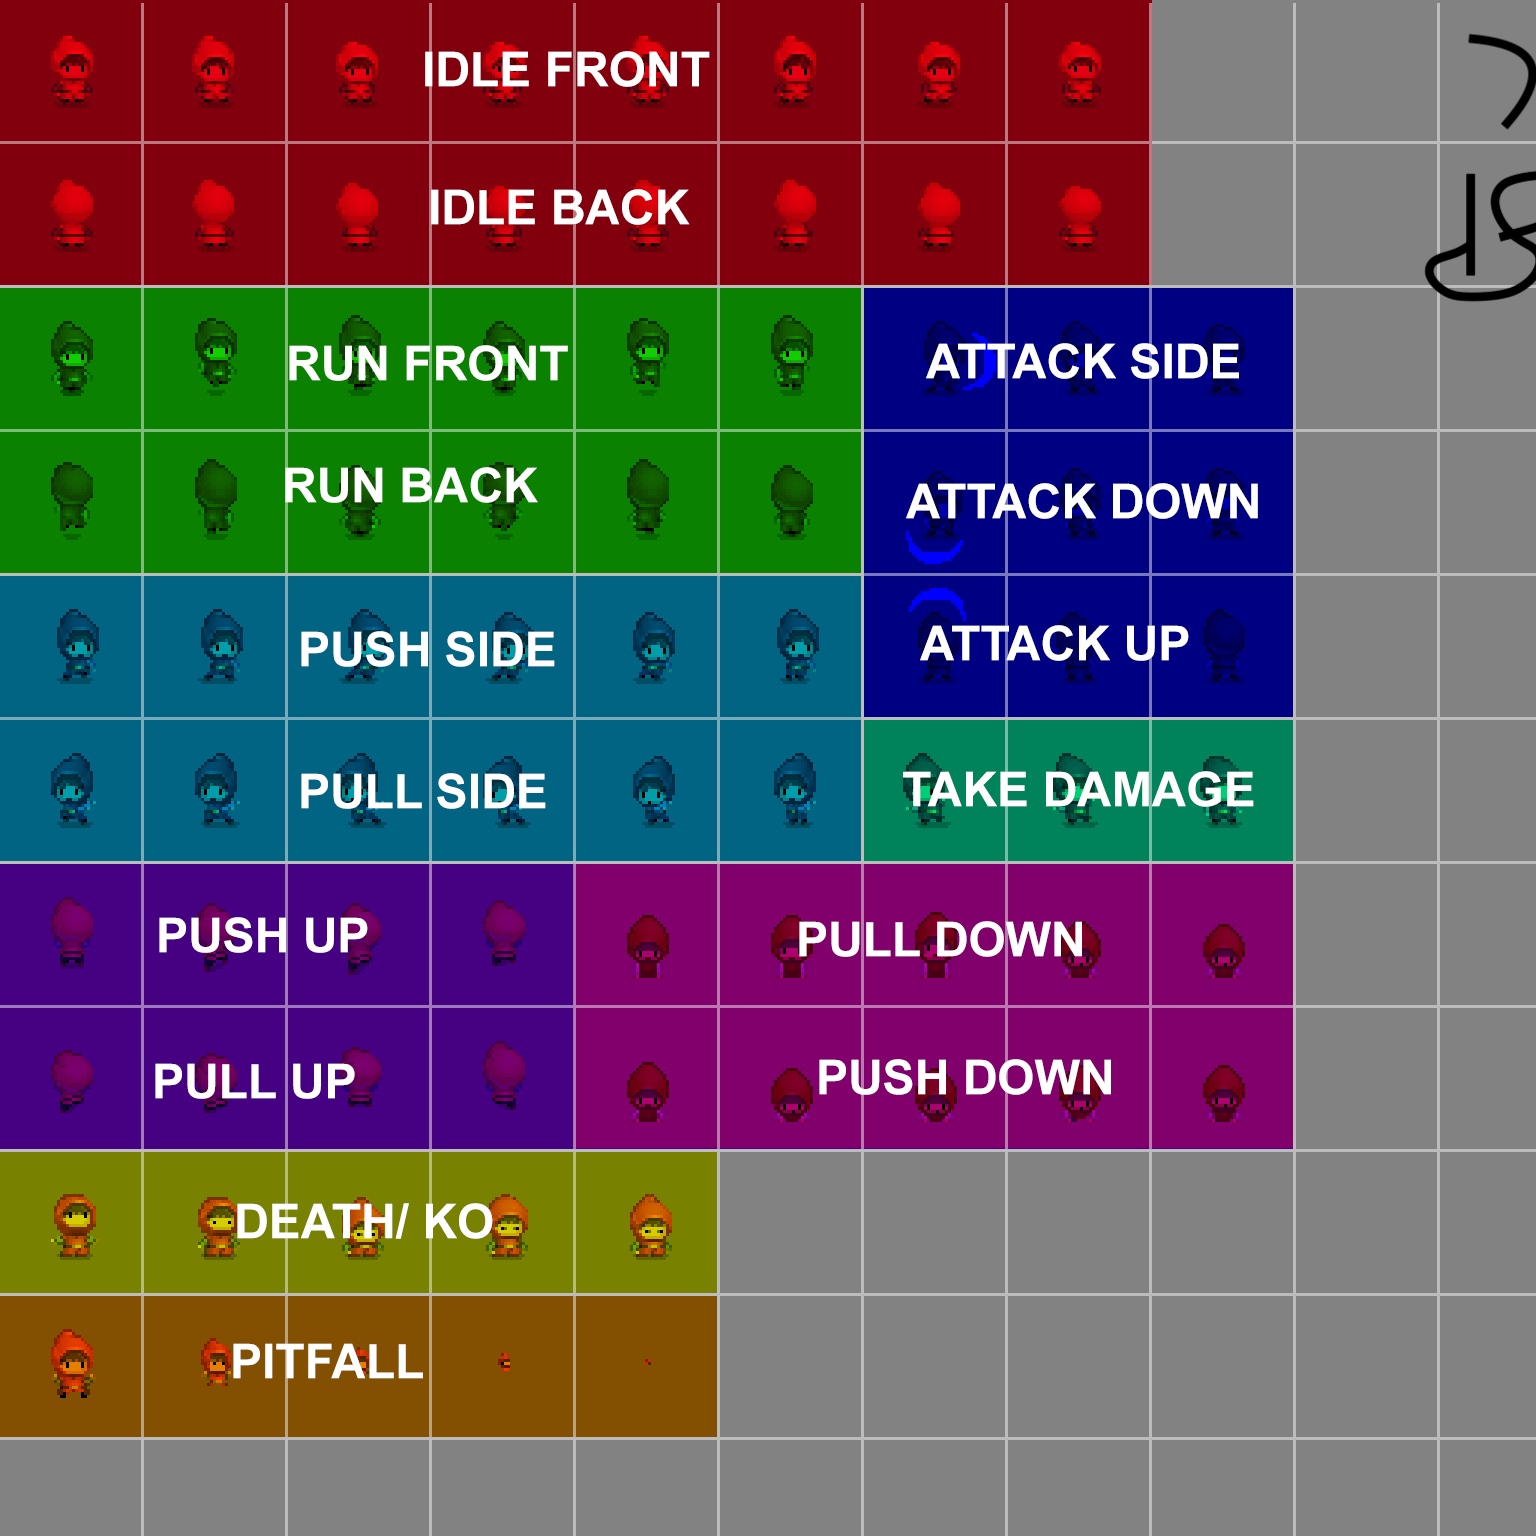 IDLE FRONT
IDLE BACK
RUN FRONT
ATTACK SIDE
RUN BACK
ATTACK DOWN
PUSH SIDE
ATTACK UP
PULL SIDE
TAKE DAMAGE
PUSH UP
PULL DOWN
PULL UP
PUSH DOWN
DEATH/ KO
PITFALL